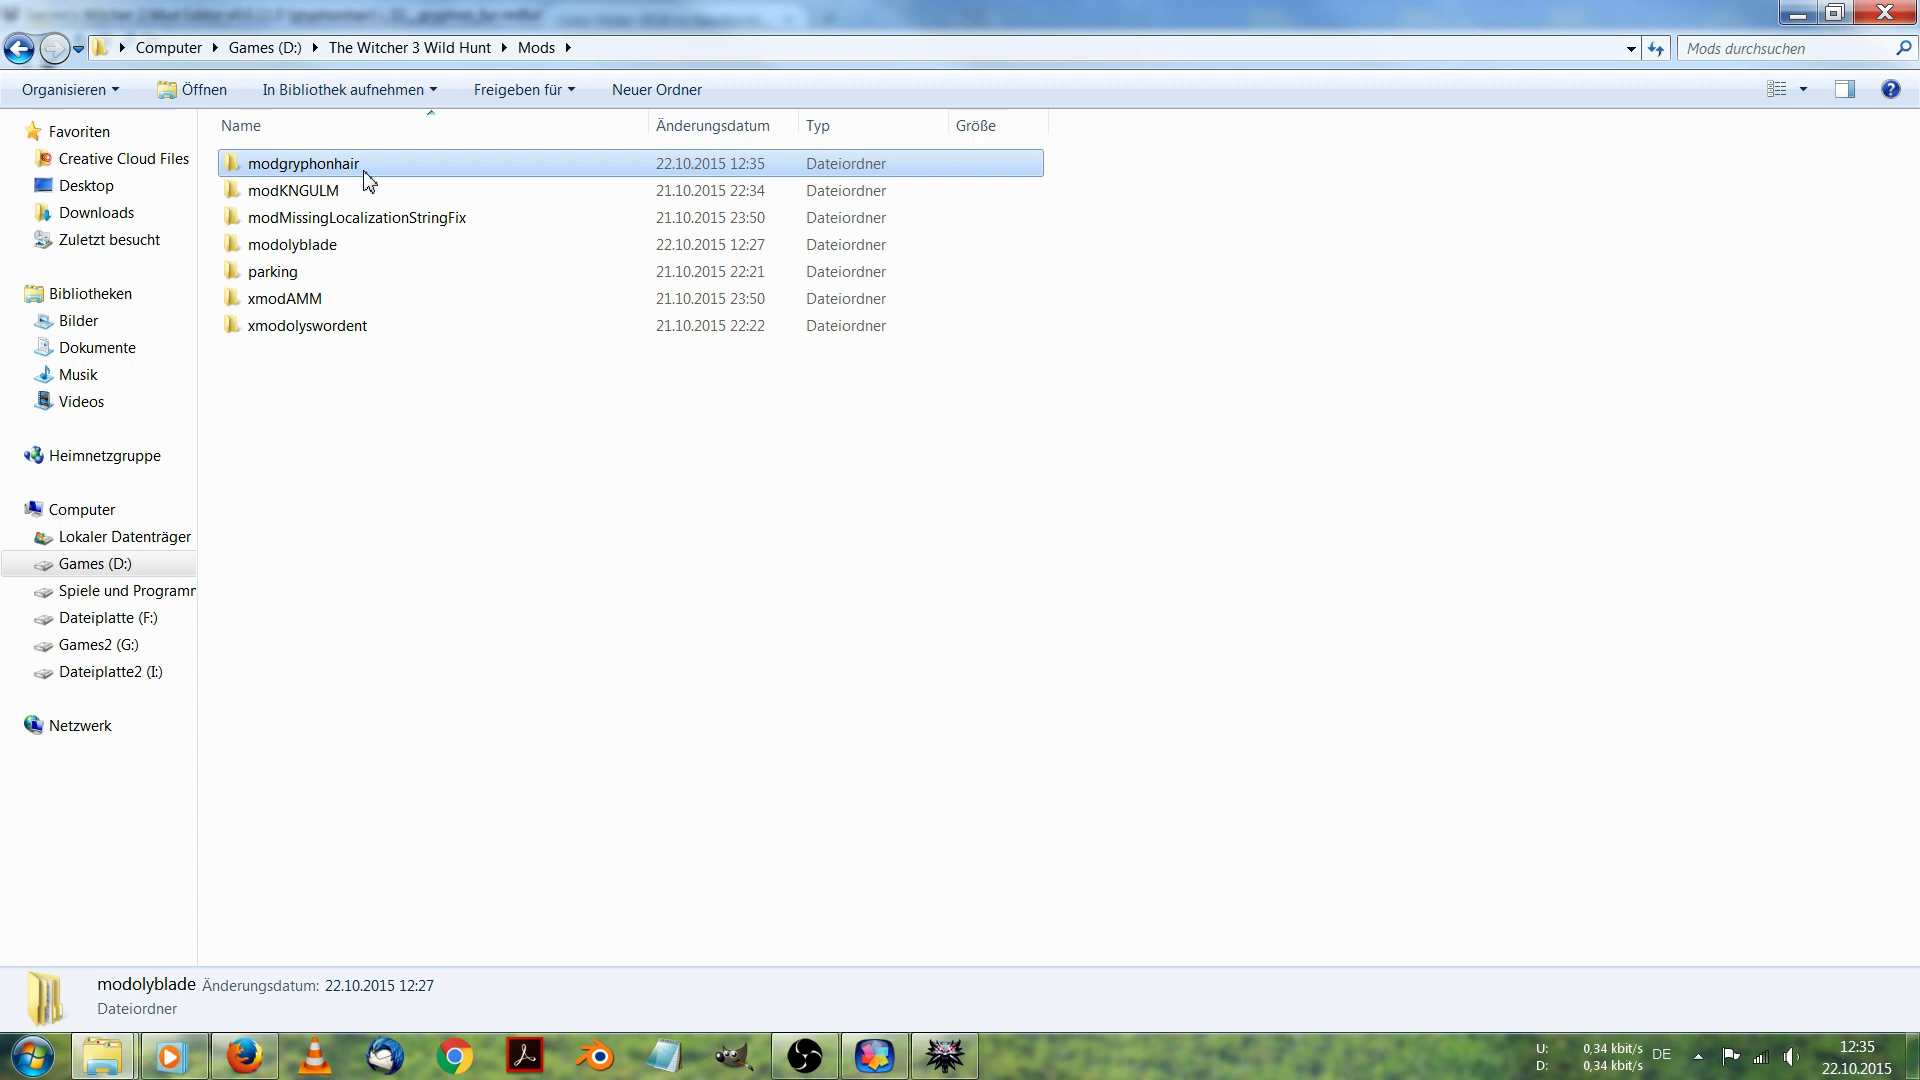 Computer Games (D:) The Witcher 3 Wild Hunt Mods Mods durchsuchen
Organisieren Öffnen In Bibliothek aufnehmen Freigeben für Neuer Ordner
Name Änderungsdatum Typ Größe
Favoriten
Creative Cloud Files
Desktop
Downloads
Zuletzt besucht
Bibliotheken
Bilder
Dokumente
Musik
Videos
Heimnetzgruppe
Computer
Lokaler Datenträger
Games (D:)
Spiele und Programm
Dateiplatte (F:)
Games2 (G:)
Dateiplatte2 (I:)
Netzwerk
modgryphonhair 22.10.2015 12:35 Dateiordner
modKNGULM 21.10.2015 22:34 Dateiordner
modMissingLocalizationStringFix 21.10.2015 23:50 Dateiordner
modolyblade 22.10.2015 12:27 Dateiordner
parking 21.10.2015 22:21 Dateiordner
xmodAMM 21.10.2015 23:50 Dateiordner
xmodolyswordent 21.10.2015 22:22 Dateiordner
modolyblade Änderungsdatum: 22.10.2015 12:27
Dateiordner
U: 0,34 kbit/s
D: 0,34 kbit/s
DE
12:35
22.10.2015